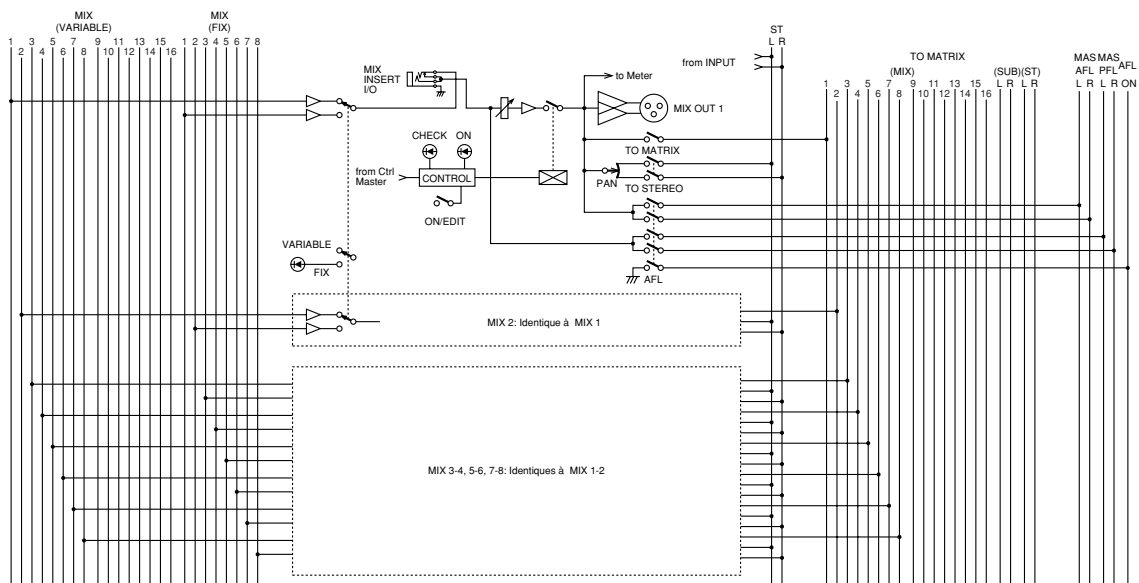 MIX
(VARIABLE)
1 2 3 4 5 6 7 8 9 10 11 12 13 14 15 16
MIX
(FIX)
1 2 3 4 5 6 7 8
MIX
INSERT
I/O
from INPUT
ST
L R
to Meter
MIX OUT 1
TO MATRIX
(MIX)
1 2 3 4 5 6 7 8 9 10 11 12 13 14 15 16
(SUB) (ST)
L R L R
MAS MAS
AFL PFL AFL
L R L R ON
CHECK ON
from Ctrl
Master
CONTROL
ON/EDIT
TO MATRIX
PAN
TO STEREO
AFL
VARIABLE
FIX
MIX 2: Identique à MIX 1
MIX 3-4, 5-6, 7-8: Identiques à MIX 1-2